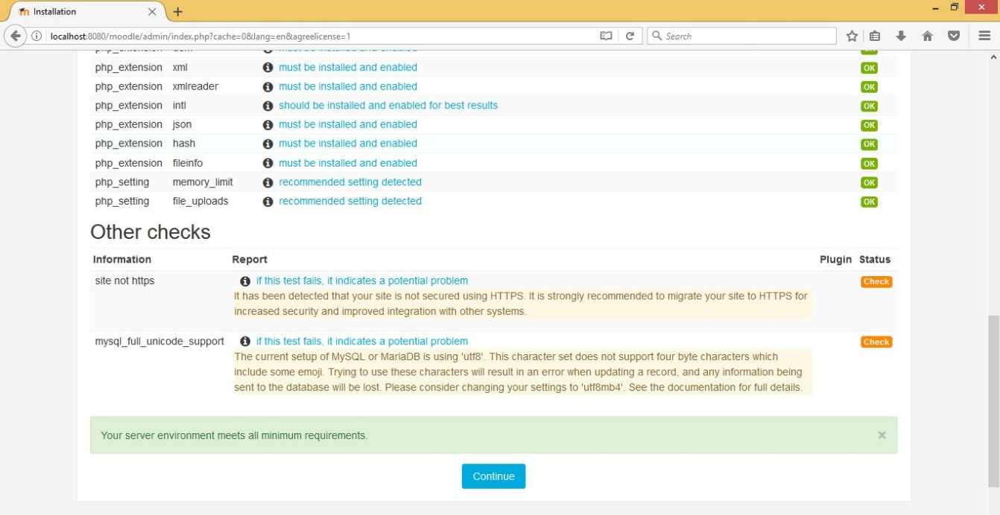 Installation
localhost:8080/moodle/admin/index.php?cache=0&lang=en&agreelicense=1
Search
php_extension xml must be installed and enabled OK
php_extension xmlreader must be installed and enabled OK
php_extension intl should be installed and enabled for best results OK
php_extension json must be installed and enabled OK
php_extension hash must be installed and enabled OK
php_extension fileinfo must be installed and enabled OK
php_setting memory_limit recommended setting detected OK
php_setting file_uploads recommended setting detected OK
Other checks
Information Report Plugin Status
site not https if this test fails, it indicates a potential problem Check
It has been detected that your site is not secured using HTTPS. It is strongly recommended to migrate your site to HTTPS for
increased security and improved integration with other systems.
mysql_full_unicode_support if this test fails, it indicates a potential problem Check
The current setup of MySQL or MariaDB is using 'utf8'. This character set does not support four byte characters which
include some emoji. Trying to use these characters will result in an error when updating a record, and any information being
sent to the database will be lost. Please consider changing your settings to 'utf8mb4'. See the documentation for full details.
Your server environment meets all minimum requirements.
Continue